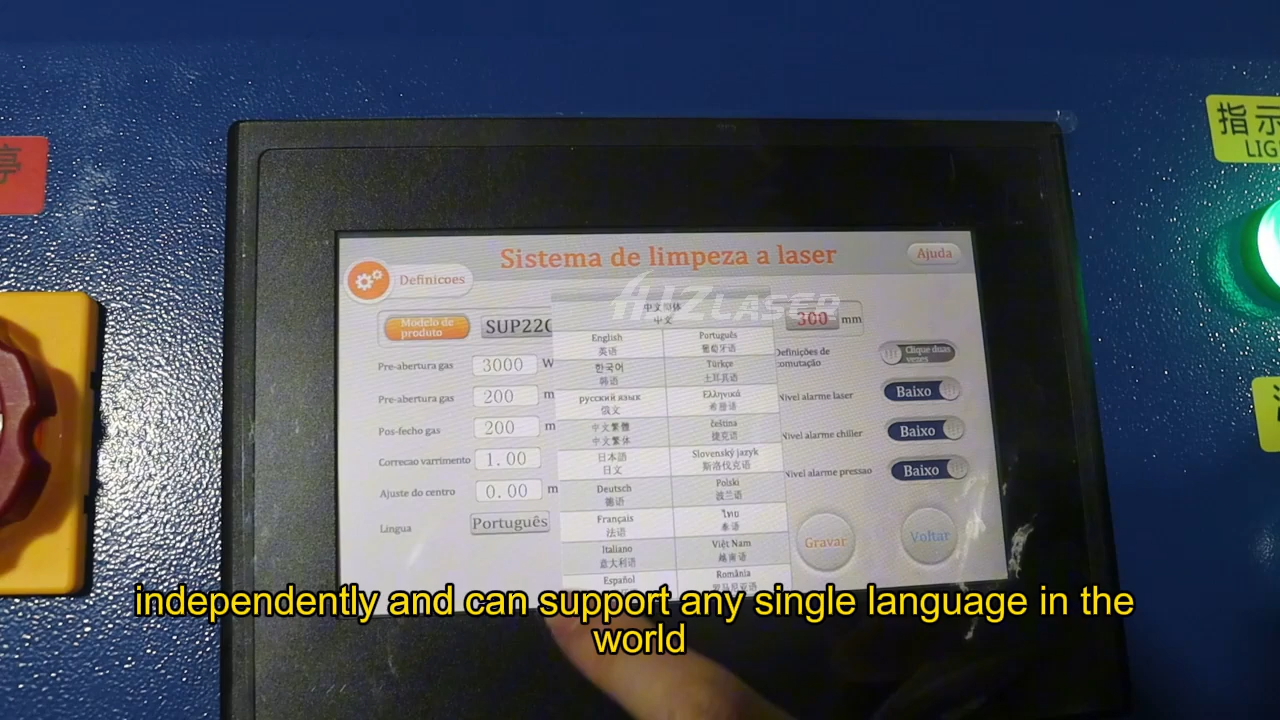 指示
LIG
停
Sistema de limpeza a laser
Ajuda
Definicoes
HJZLASER
Modelo de
produto
SUP220
300 mm
Pre-abertura gas 3000 W
Pre-abertura gas 200 m
Pos-fecho gas 200 m
Correcao varrimento 1.00
Ajuste do centro 0.00 m
Lingua Português
中文简体
中文
English Português
英语 葡萄牙语
한국어 Türkçe
韩语 土耳其语
русский язык Ελληνικά
俄文 希腊语
中文繁體 čeština
中文繁体 捷克语
日本語 Slovenský jazyk
日文 斯洛伐克语
Deutsch Polski
德语 波兰语
Français ไทย
法语 泰语
Italiano Việt Nam
意大利语 越南语
Español România
Definições de
comutação
Clique duas
vezes
Nivel alarme laser Baixo
Nivel alarme chiller Baixo
Nivel alarme pressao Baixo
Gravar Voltar
independently and can support any single language in the
world